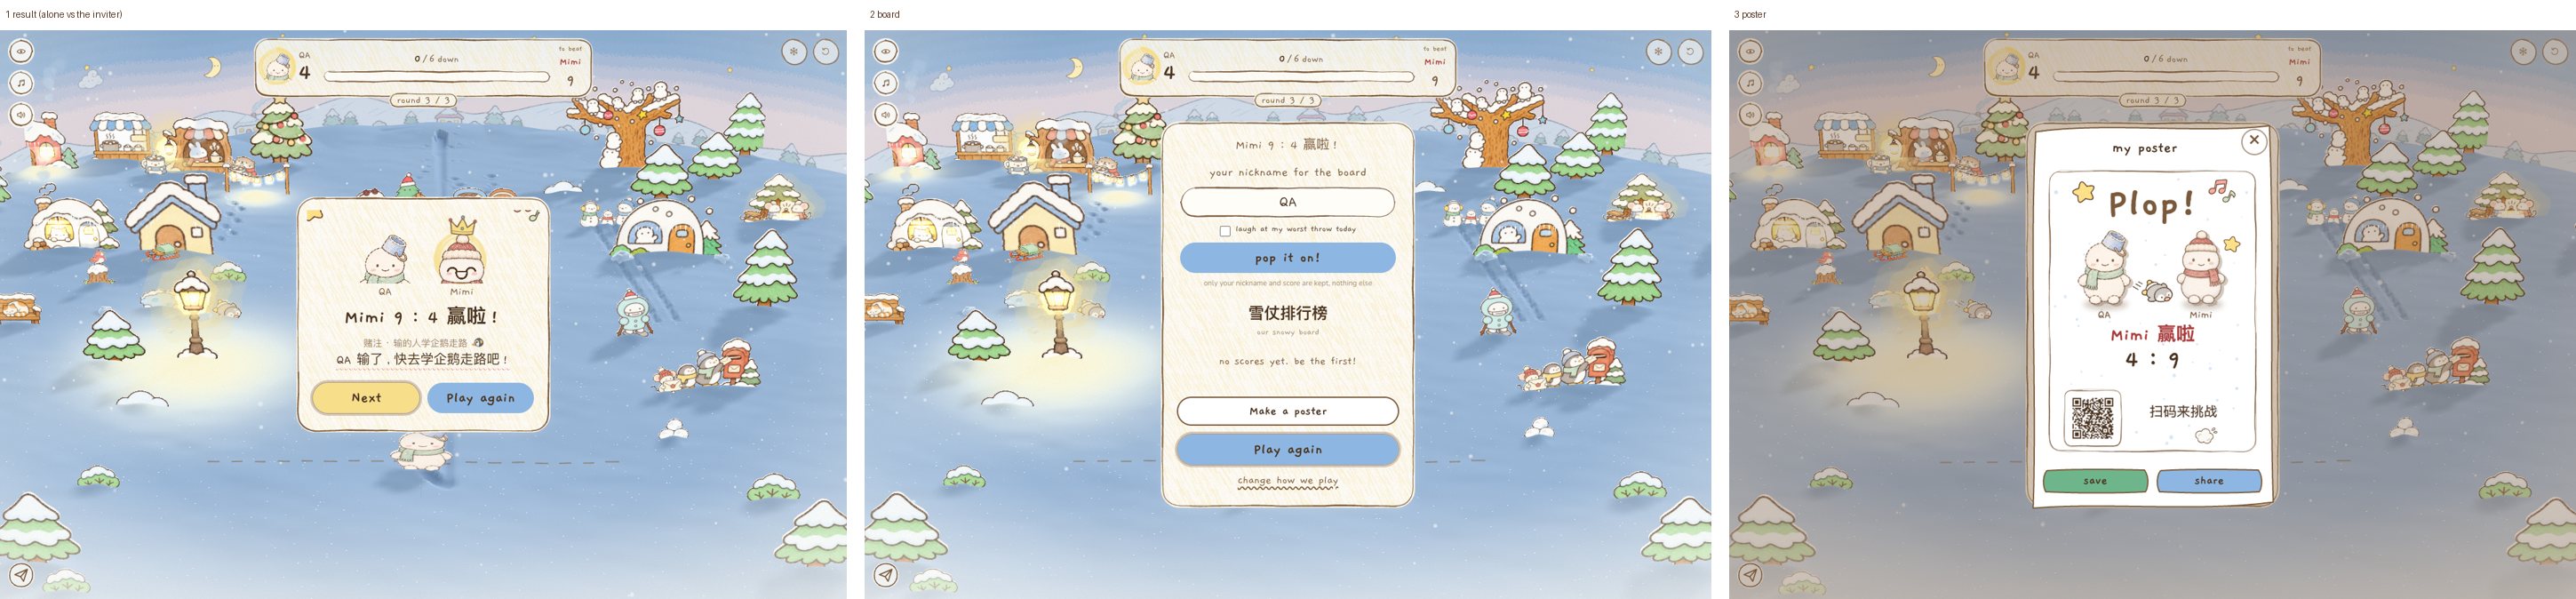 1 result (alone vs the inviter)
QA
4
0/6 down
to beat
Mimi
9
round 3 / 3
QA
Mimi
Mimi 9 : 4 赢啦！
赌注 · 输的人学企鹅走路
QA 输了，快去学企鹅走路吧！
Next
Play again
2 board
QA
4
0/6 down
to beat
Mimi
9
round 3 / 3
Mimi 9 : 4 赢啦！
your nickname for the board
QA
laugh at my worst throw today
pop it on!
only your nickname and score are kept, nothing else
雪仗排行榜
our snowy board
no scores yet. be the first!
Make a poster
Play again
change how we play
3 poster
QA
4
0/6 down
to beat
Mimi
9
round 3 / 3
my poster
Plop!
QA
Mimi
Mimi 赢啦
4 : 9
扫码来挑战
save
share